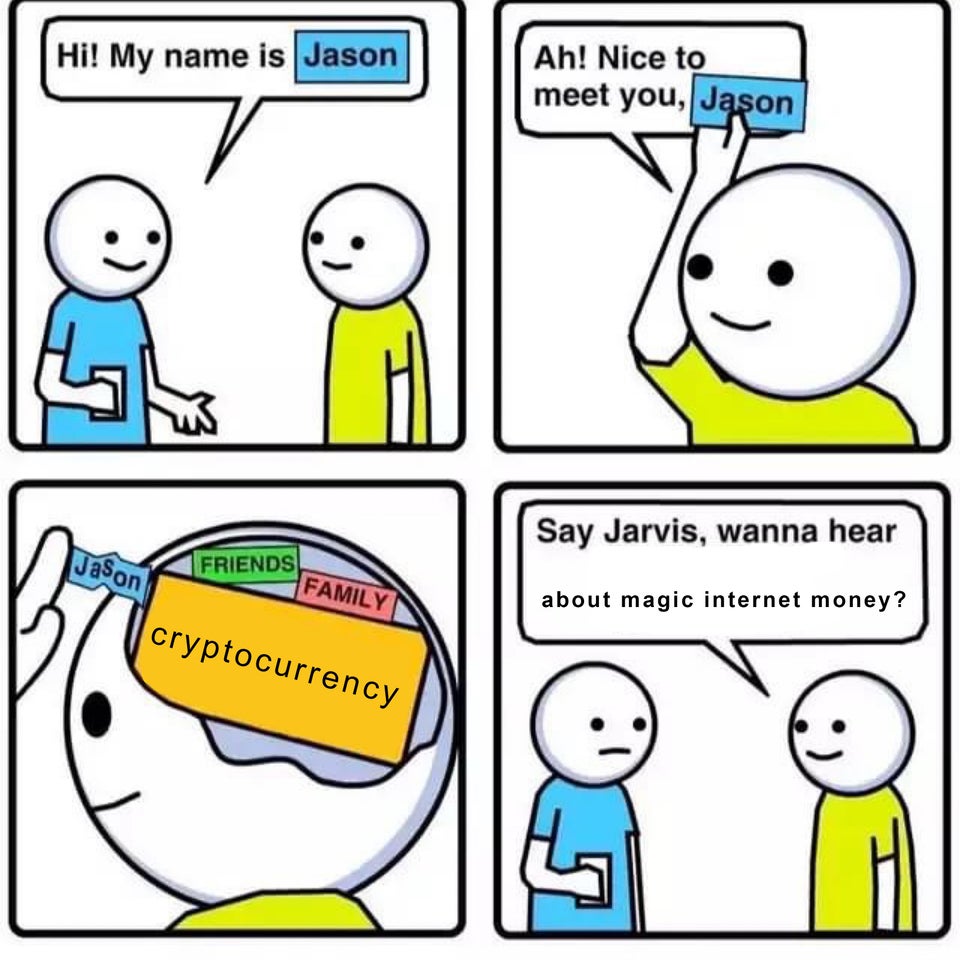 Hi! My name is Jason
Ah! Nice to
meet you, Jason
Jason
FRIENDS
FAMILY
cryptocurrency
Say Jarvis, wanna hear
about magic internet money?